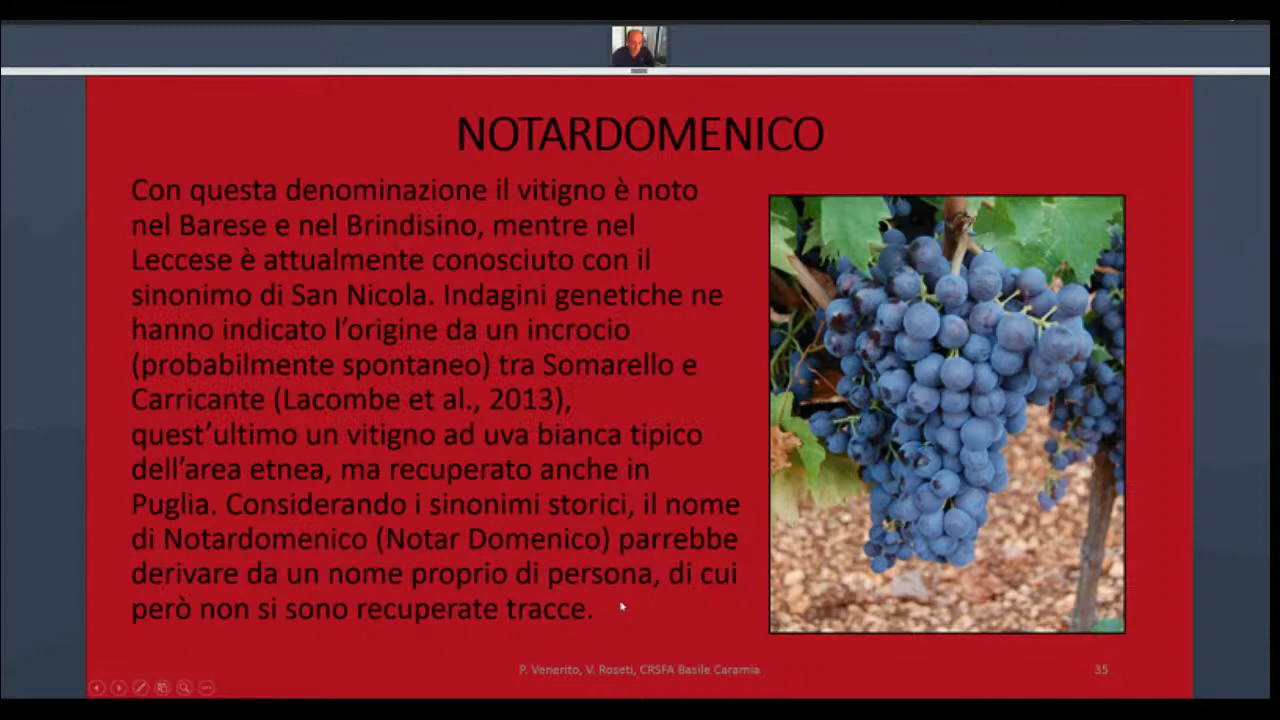 NOTARDOMENICO
Con questa denominazione il vitigno è noto
nel Barese e nel Brindisino, mentre nel
Leccese è attualmente conosciuto con il
sinonimo di San Nicola. Indagini genetiche ne
hanno indicato l’origine da un incrocio
(probabilmente spontaneo) tra Somarello e
Carricante (Lacombe et al., 2013),
quest’ultimo un vitigno ad uva bianca tipico
dell’area etnea, ma recuperato anche in
Puglia. Considerando i sinonimi storici, il nome
di Notardomenico (Notar Domenico) parrebbe
derivare da un nome proprio di persona, di cui
però non si sono recuperate tracce.
P. Venerito, V. Roseti, CRSFA Basile Caramia
35